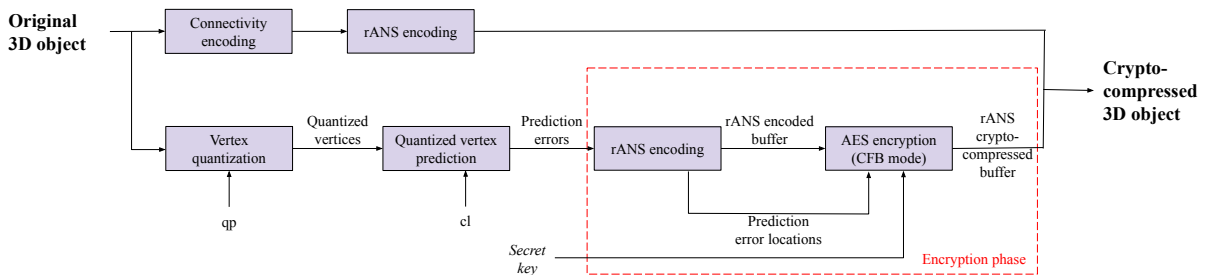 Original
3D object
Connectivity
encoding
rANS encoding
Crypto-
compressed
3D object
Vertex
quantization
Quantized
vertices
Quantized vertex
prediction
Prediction
errors
rANS encoding
rANS encoded
buffer
AES encryption
(CFB mode)
rANS
crypto-
compressed
buffer
qp
cl
Prediction
error locations
Secret
key
Encryption phase